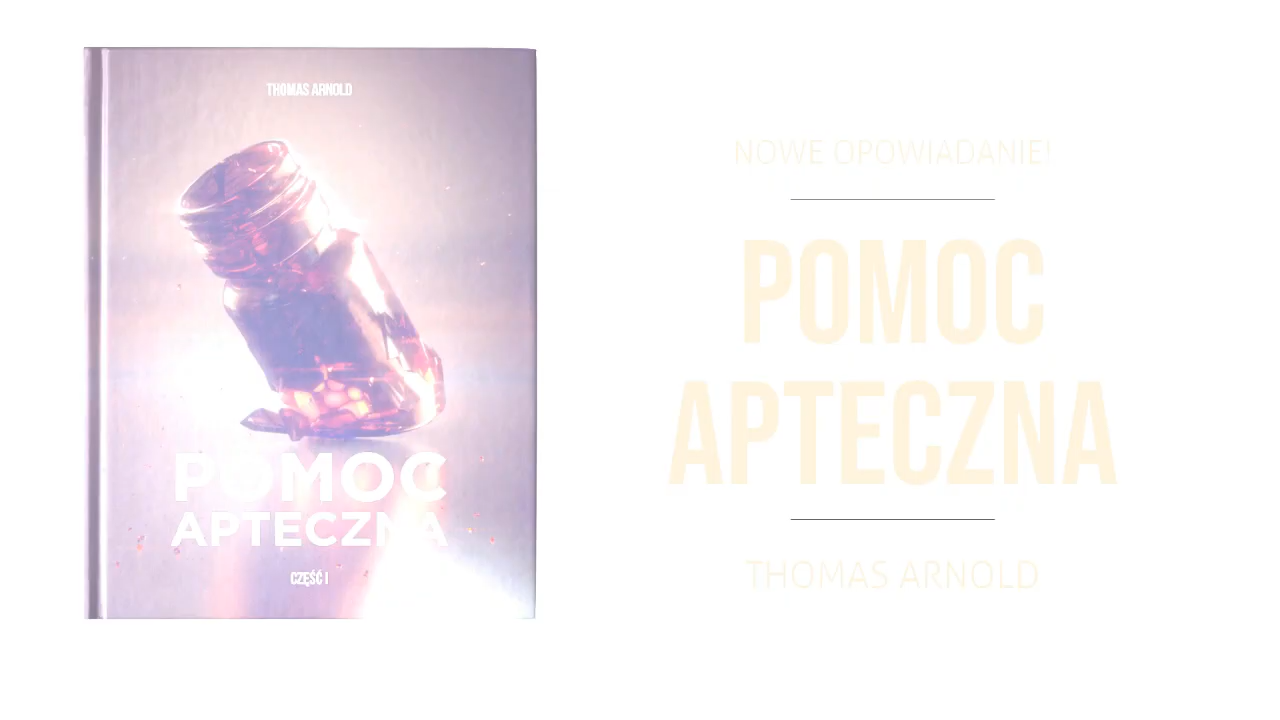 THOMAS ARNOLD
POMOC
APTECZNA
CZĘŚĆ I
NOWE OPOWIADANIE!
POMOC
APTECZNA
THOMAS ARNOLD